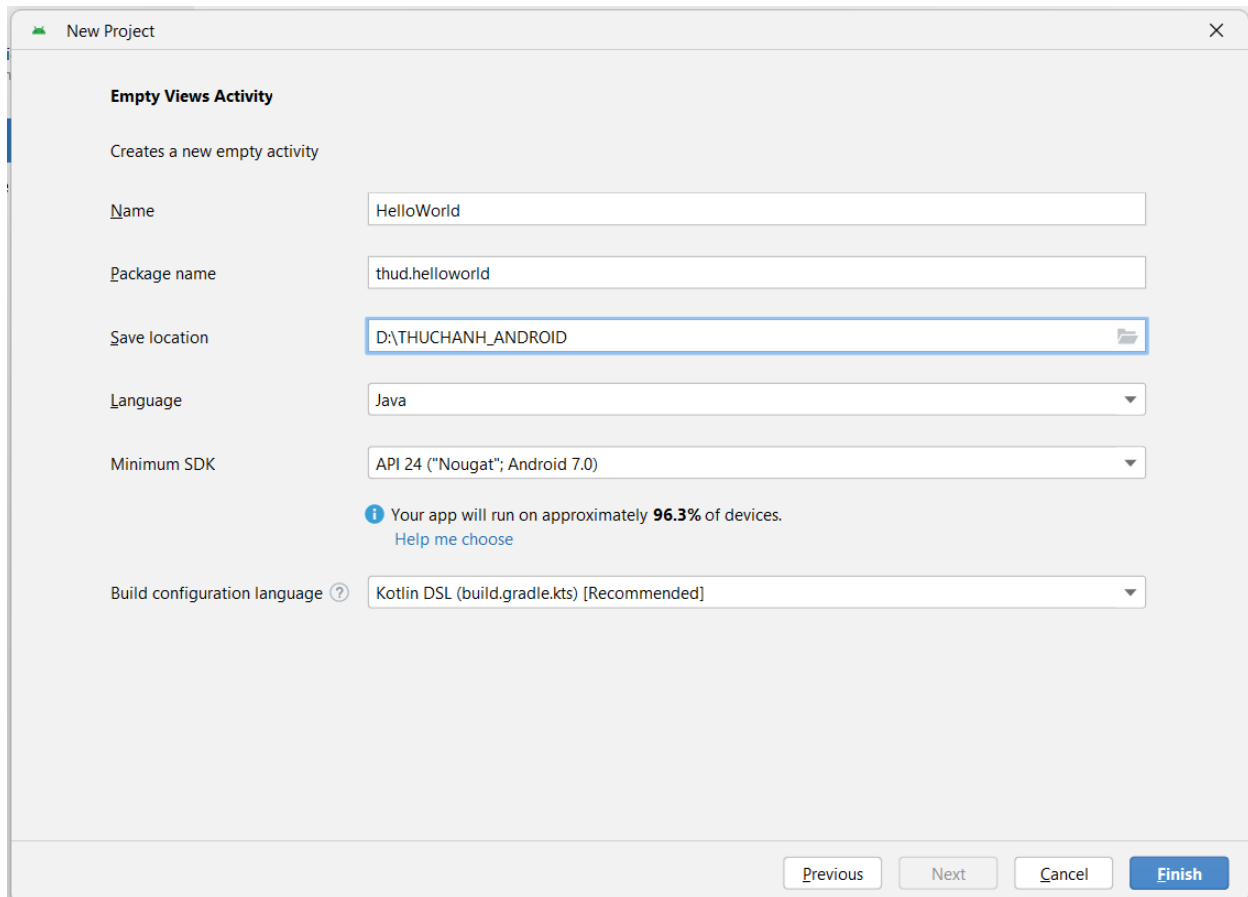 New Project
Empty Views Activity
Creates a new empty activity
Name HelloWorld
Package name thud.helloworld
Save location D:\THUCHANH_ANDROID
Language Java
Minimum SDK API 24 ("Nougat"; Android 7.0)
Your app will run on approximately 96.3% of devices.
Help me choose
Build configuration language ? Kotlin DSL (build.gradle.kts) [Recommended]
Previous Next Cancel Finish